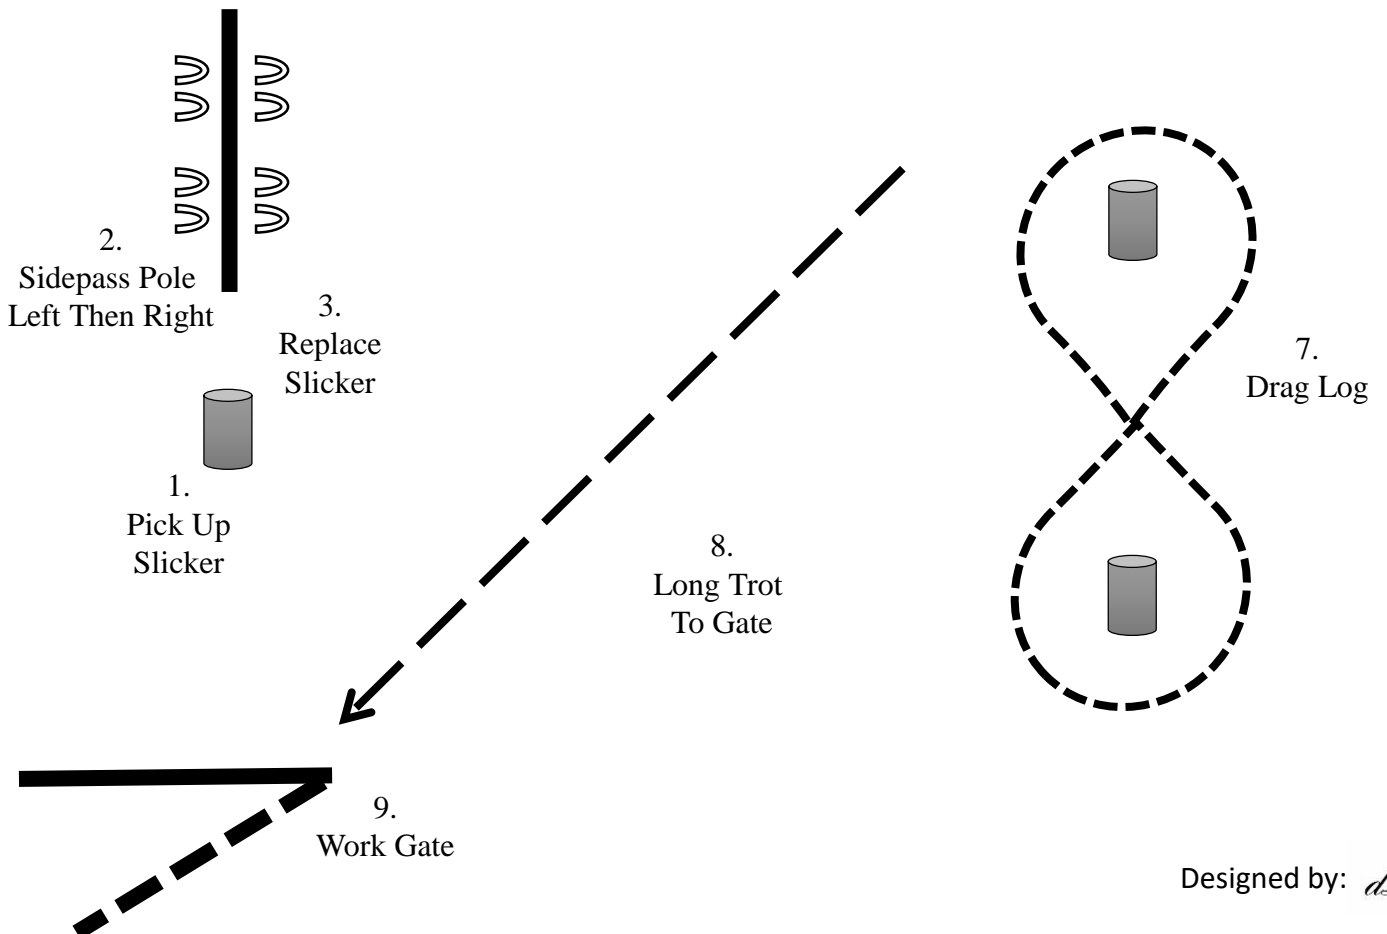 2.
Sidepass Pole
Left Then Right
3.
Replace
Slicker
1.
Pick Up
Slicker
7.
Drag Log
8.
Long Trot
To Gate
9.
Work Gate
Designed by: